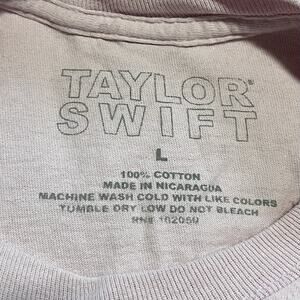 TAYLOR®
SWIFT
L
100% COTTON
MADE IN NICARAGUA
MACHINE WASH COLD WITH LIKE COLORS
TUMBLE DRY LOW DO NOT BLEACH
RN#